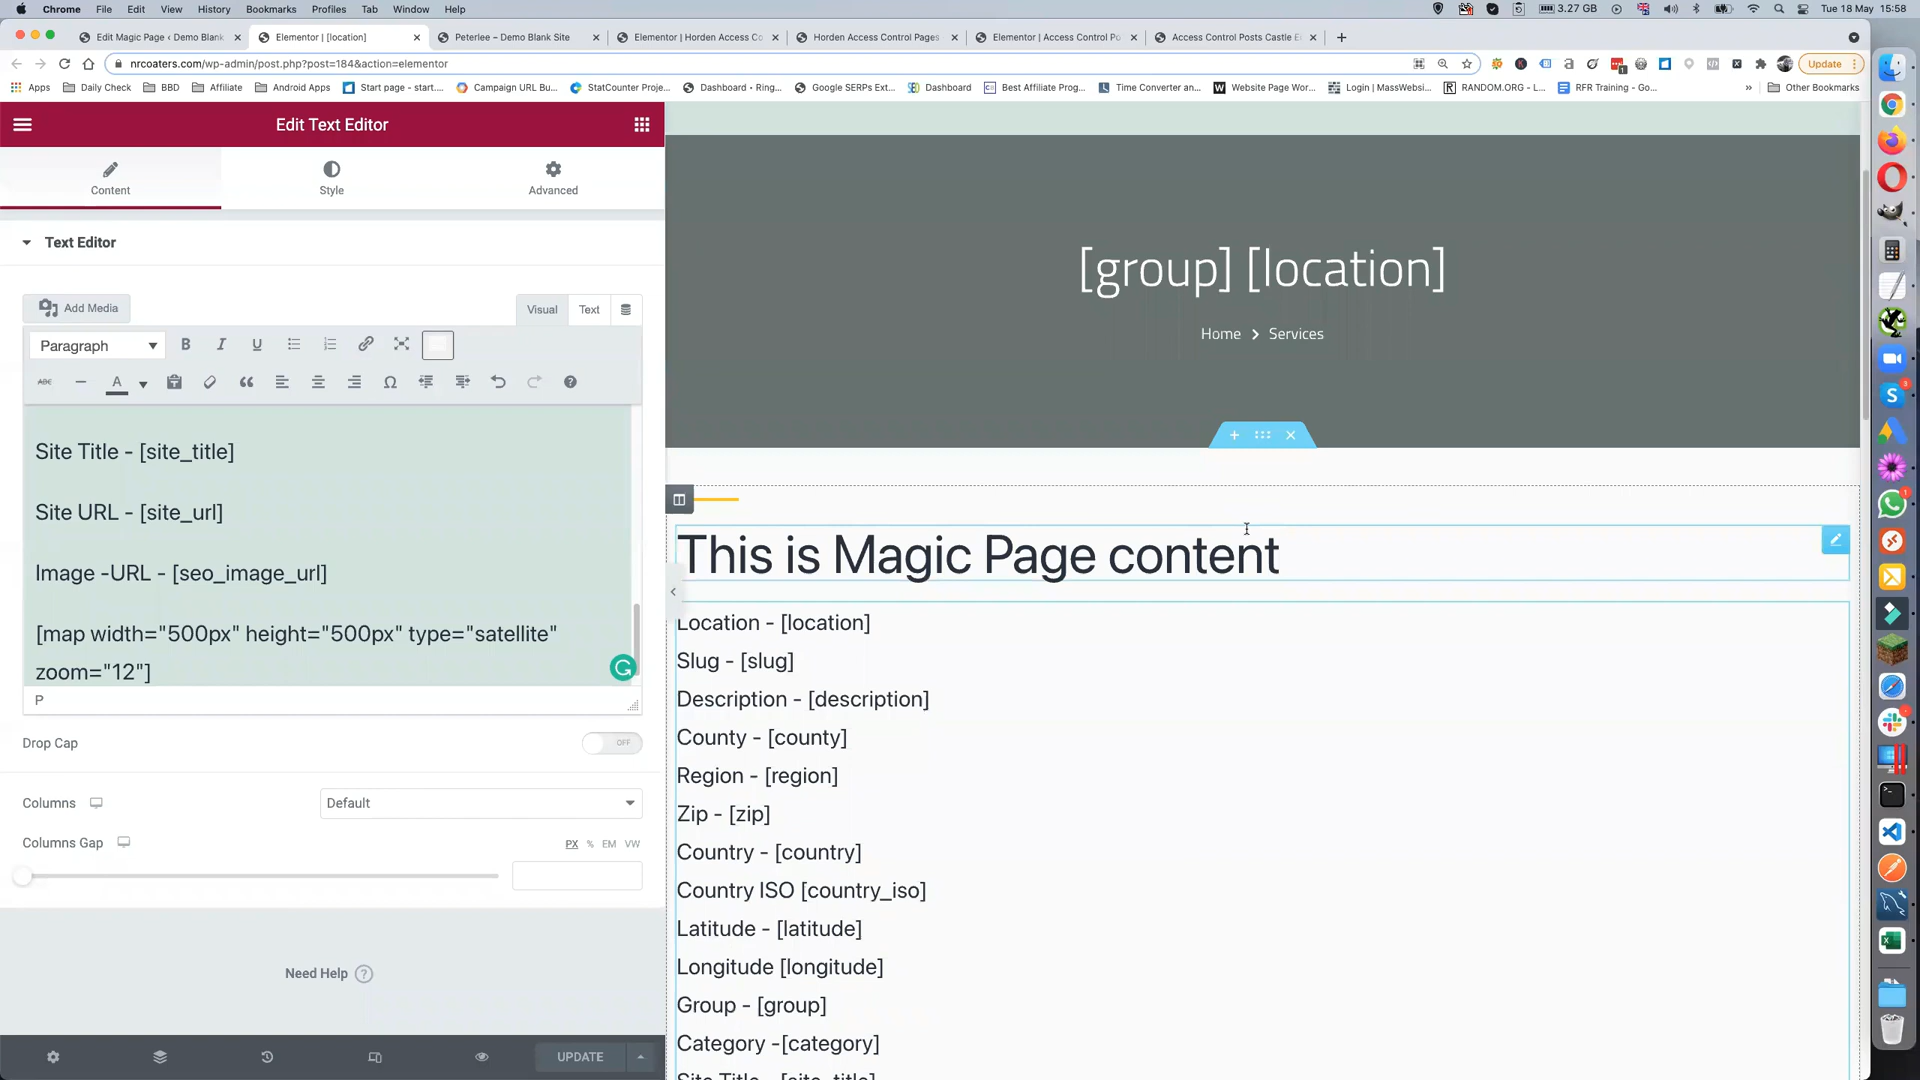 Chrome File Edit View History Bookmarks Profiles Tab Window Help 3.27 GB Tue 18 May 15:58
Edit Magic Page ‹ Demo Blank Elementor | [location] Peterlee – Demo Blank Site Elementor | Horden Access Co Horden Access Control Pages - Elementor | Access Control Po Access Control Posts Castle E
nrcoaters.com/wp-admin/post.php?post=184&action=elementor Update
Apps Daily Check BBD Affiliate Android Apps Start page - start.... Campaign URL Bu... StatCounter Proje... Dashboard ‹ Ring... Google SERPs Ext... Dashboard Best Affiliate Prog... Time Converter an... Website Page Wor... Login | MassWebsi... RANDOM.ORG - L... RFR Training - Go... » Other Bookmarks
Edit Text Editor
Content Style Advanced
Text Editor
Add Media Visual Text
Paragraph B I U
ABC A
Site Title - [site_title]
Site URL - [site_url]
Image -URL - [seo_image_url]
[map width="500px" height="500px" type="satellite"
zoom="12"]
P
Drop Cap OFF
Columns Default
Columns Gap PX % EM VW
Need Help ?
UPDATE
[group] [location]
Home Services
This is Magic Page content
Location - [location]
Slug - [slug]
Description - [description]
County - [county]
Region - [region]
Zip - [zip]
Country - [country]
Country ISO [country_iso]
Latitude - [latitude]
Longitude [longitude]
Group - [group]
Category -[category]
Site Title - [site_title]